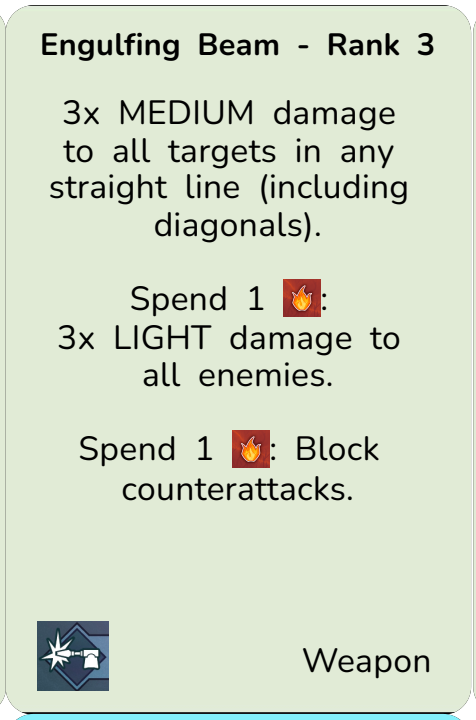 Engulfing Beam - Rank 3
3x MEDIUM damage
to all targets in any
straight line (including
diagonals).
Spend 1 :
3x LIGHT damage to
all enemies.
Spend 1 : Block
counterattacks.
Weapon